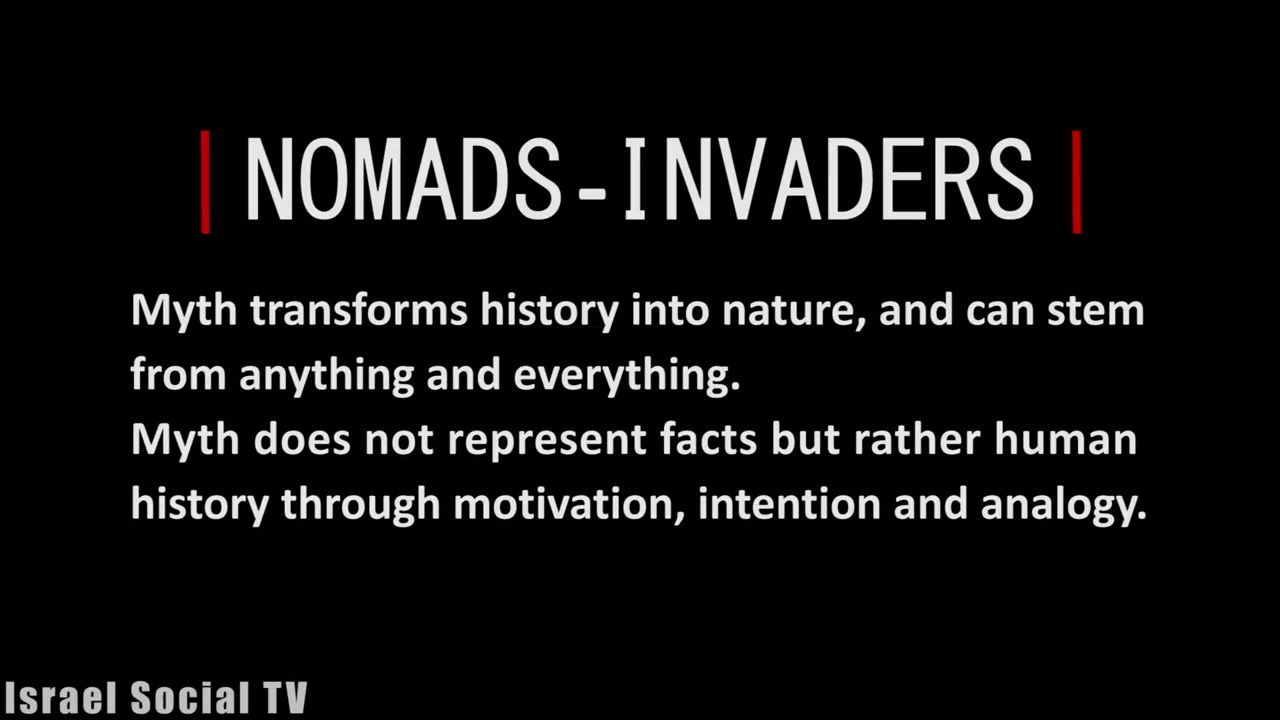 | NOMADS-INVADERS |
Myth transforms history into nature, and can stem
from anything and everything.
Myth does not represent facts but rather human
history through motivation, intention and analogy.
Israel Social TV